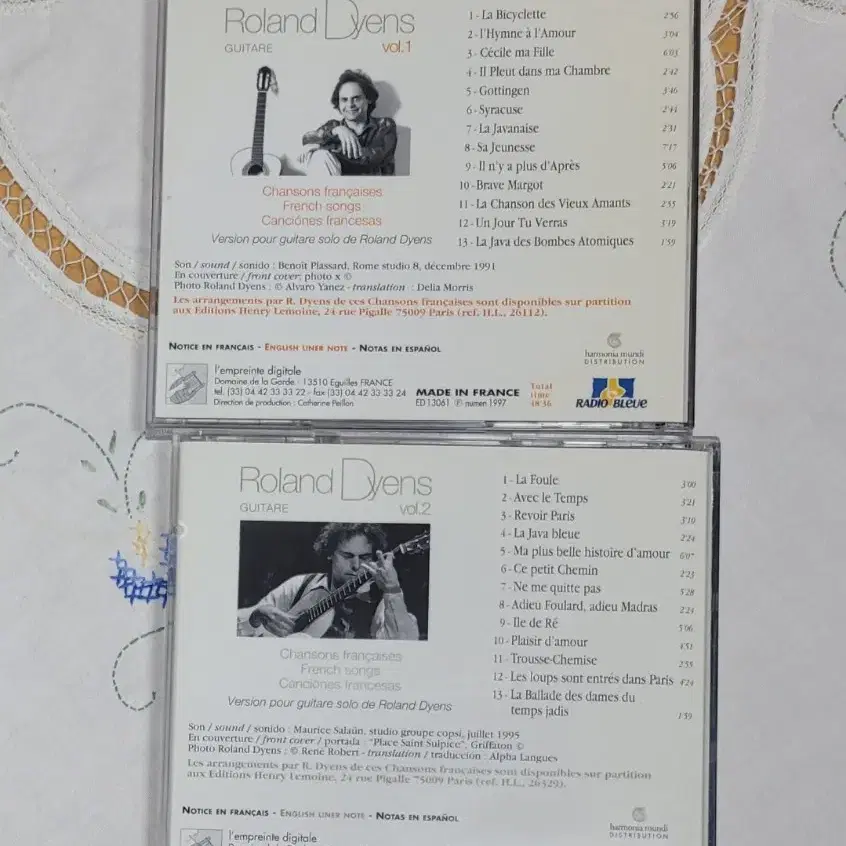 Roland Dyens
GUITARE vol.1
Chansons françaises
French songs
Canciónes francesas
Version pour guitare solo de Roland Dyens
1 - La Bicyclette 2'56
2 - l'Hymne à l'Amour 3'04
3 - Cécile ma Fille 6'03
4 - Il Pleut dans ma Chambre 2'42
5 - Gottingen 3'46
6 - Syracuse 2'41
7 - La Javanaise 2'31
8 - Sa Jeunesse 7'17
9 - Il n'y a plus d'Après 5'06
10 - Brave Margot 2'21
11 - La Chanson des Vieux Amants 2'55
12 - Un Jour Tu Verras 3'19
13 - La Java des Bombes Atomiques 1'59
Son / sound / sonido : Benoit Plassard, Rome studio 8, décembre 1991
En couverture / front cover; photo x ©
Photo Roland Dyens : © Alvaro Yanez - translation : Delia Morris
Les arrangements par R. Dyens de ces Chansons françaises sont disponibles sur partition
aux Editions Henry Lemoine, 24 rue Pigalle 75009 Paris (ref. H.L., 26112).
NOTICE EN FRANÇAIS - ENGLISH LINER NOTE - NOTAS EN ESPAÑOL
harmonia mundi
DISTRIBUTION
l'empreinte digitale
Domaine de la Garde - 13510 Eguilles FRANCE
tel. (33) 04 42 33 33 22 - fax (33) 04 42 33 33 24
Direction de production : Catherine Peillon
MADE IN FRANCE
ED 13061 ℗ numen 1997
Total
time
48'36
RADIO BLEUE
Roland Dyens
GUITARE vol.2
Chansons françaises
French songs
Canciónes francesas
Version pour guitare solo de Roland Dyens
1 - La Foule 3'00
2 - Avec le Temps 3'21
3 - Revoir Paris 3'10
4 - La Java bleue 2'24
5 - Ma plus belle histoire d'amour 6'07
6 - Ce petit Chemin 2'23
7 - Ne me quitte pas 5'28
8 - Adieu Foulard, adieu Madras 2'21
9 - Ile de Ré 5'06
10 - Plaisir d'amour 4'51
11 - Trousse-Chemise 2'55
12 - Les loups sont entrés dans Paris 4'24
13 - La Ballade des dames du
temps jadis 1'59
Son / sound / sonido : Maurice Salaün, studio groupe copsi, juillet 1995
En couverture / front cover / portada : "Place Saint Sulpice", Griffaton ©
Photo Roland Dyens : © René Robert - translation / traducción : Alpha Langues
Les arrangements par R. Dyens de ces Chansons françaises sont disponibles sur partition
aux Editions Henry Lemoine, 24 rue Pigalle 75009 Paris (ref. H.L., 26329).
NOTICE EN FRANÇAIS - ENGLISH LINER NOTE - NOTAS EN ESPAÑOL
harmonia mundi
DISTRIBUTION
l'empreinte digitale